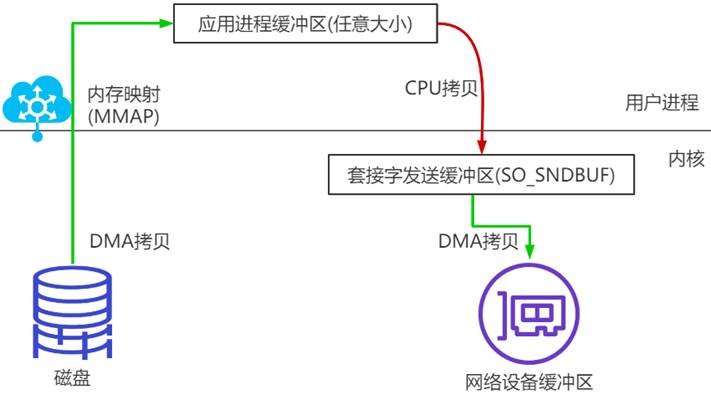 应用进程缓冲区(任意大小)
内存映射
(MMAP)
CPU拷贝
用户进程
内核
套接字发送缓冲区(SO_SNDBUF)
DMA拷贝
DMA拷贝
磁盘
网络设备缓冲区